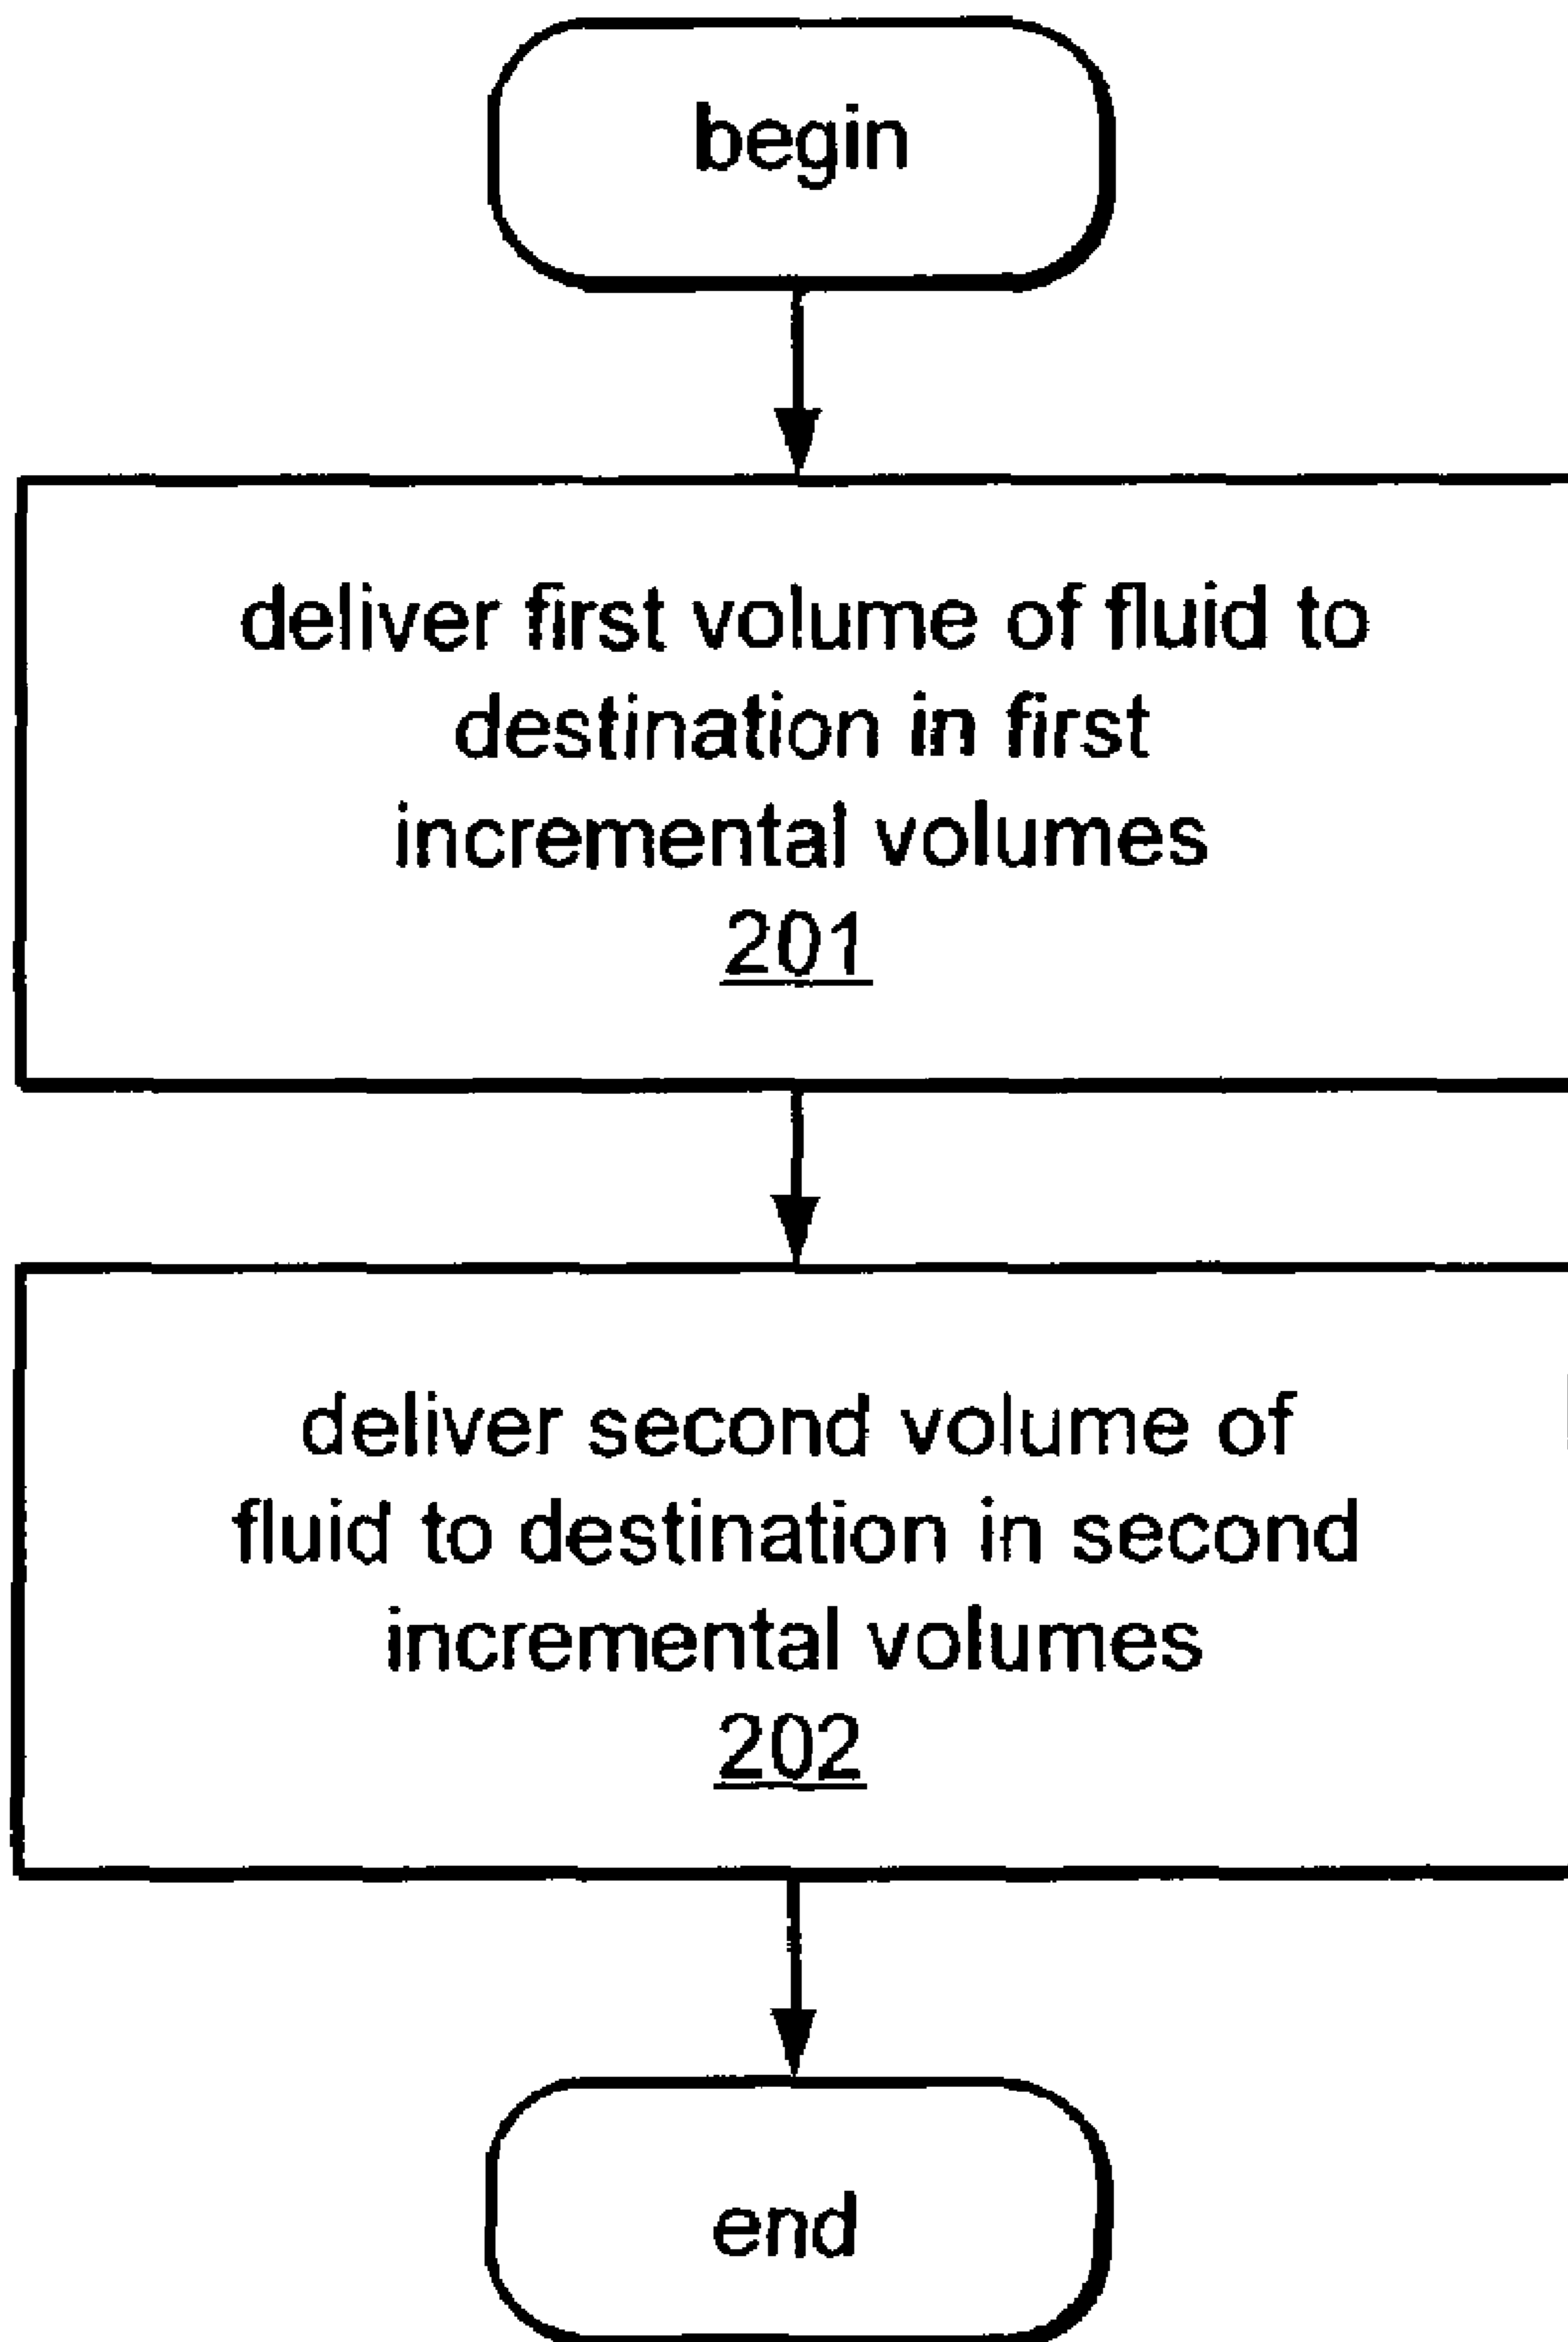 begin
deliver first volume of fluid to
destination in first
incremental volumes
201
deliver second volume of
fluid to destination in second
incremental volumes
202
end